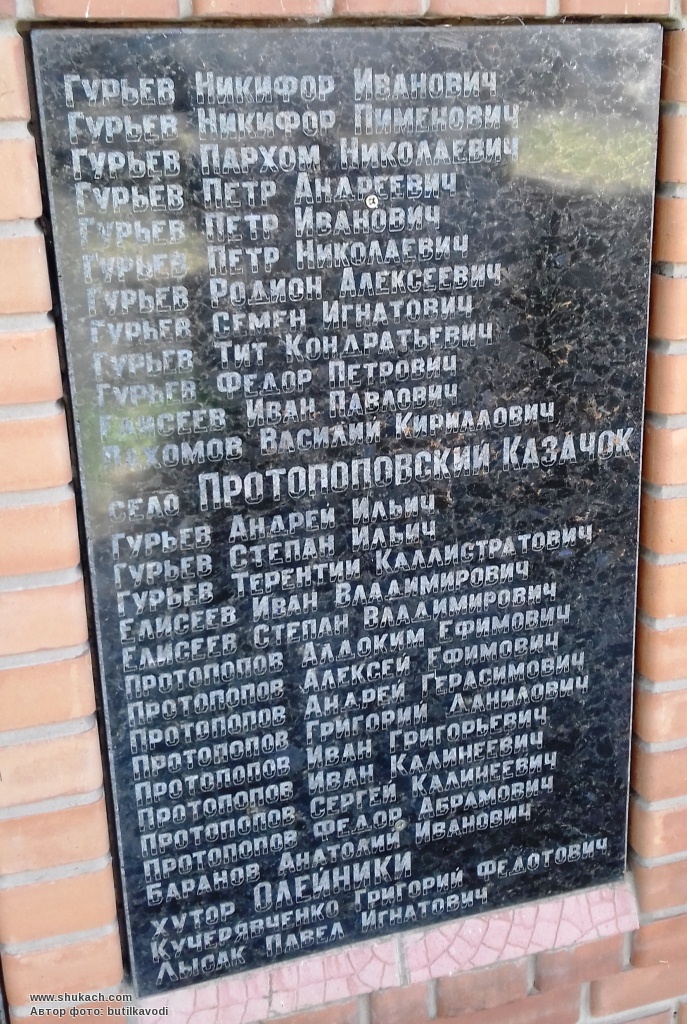 Гурьев Никифор Иванович
Гурьев Никифор Пименович
Гурьев Пархом Николаевич
Гурьев Петр Андреевич
Гурьев Петр Иванович
Гурьев Петр Николаевич
Гурьев Родион Алексеевич
Гурьев Семен Игнатович
Гурьев Тит Кондратьевич
Гурьев Федор Петрович
Елисеев Иван Павлович
Пахомов Василий Кириллович
село Протопоповский Казачок
Гурьев Андрей Ильич
Гурьев Степан Ильич
Гурьев Терентий Каллистратович
Елисеев Иван Владимирович
Елисеев Степан Владимирович
Протопопов Алдоким Ефимович
Протопопов Алексей Ефимович
Протопопов Андрей Герасимович
Протопопов Григорий Данилович
Протопопов Иван Григорьевич
Протопопов Иван Калинеевич
Протопопов Сергей Калинеевич
Протопопов Федор Абрамович
Баранов Анатолий Иванович
хутор Олейники
Кучерявченко Григорий Федотович
Лысак Павел Игнатович
www.shukach.com
Автор фото: butilkavodi